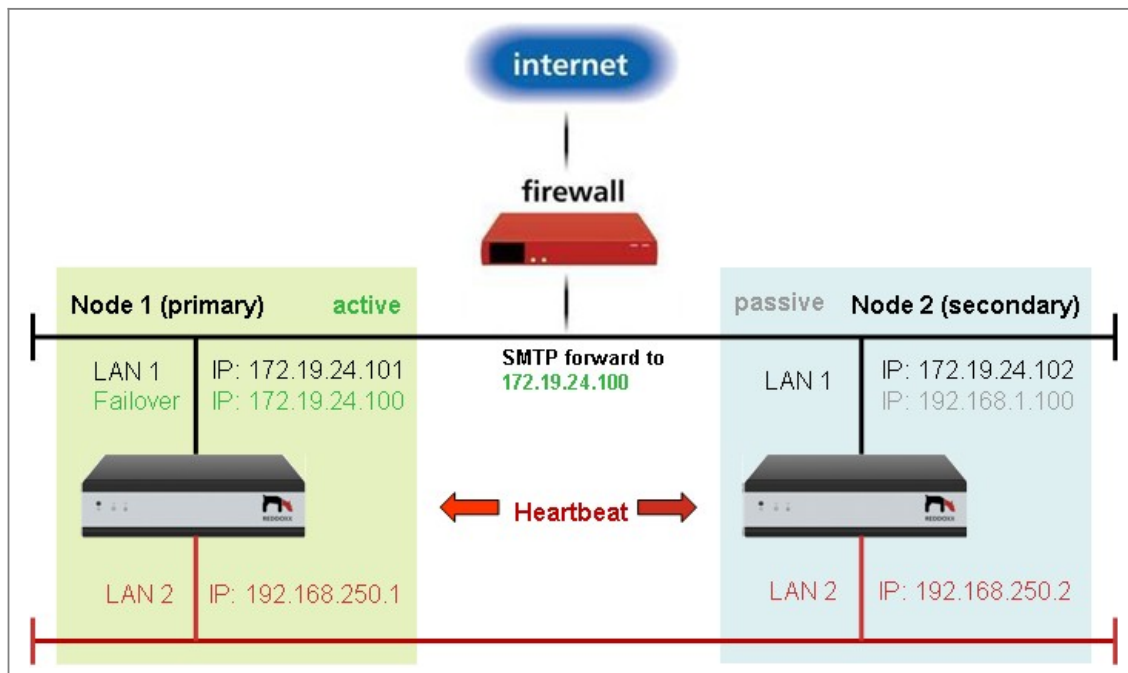 internet
firewall
Node 1 (primary) active
passive Node 2 (secondary)
LAN 1 IP: 172.19.24.101
Failover IP: 172.19.24.100
SMTP forward to
172.19.24.100
LAN 1 IP: 172.19.24.102
IP: 192.168.1.100
REDDOXX
REDDOXX
Heartbeat
LAN 2 IP: 192.168.250.1
LAN 2 IP: 192.168.250.2